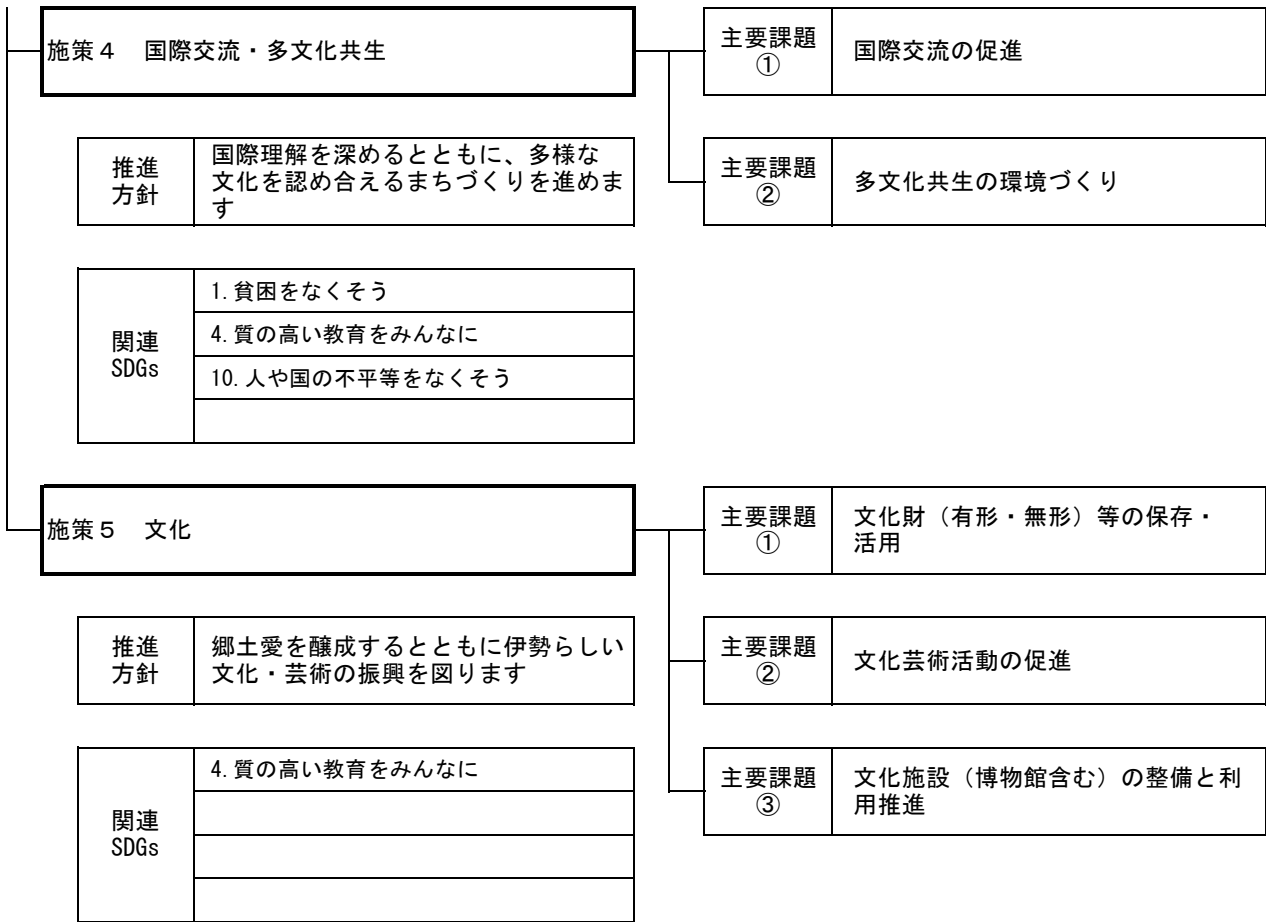 施策４　国際交流・多文化共生
主要課題
①
国際交流の促進
推進
方針
国際理解を深めるとともに、多様な
文化を認め合えるまちづくりを進めま
す
主要課題
②
多文化共生の環境づくり
関連
SDGs
1.貧困をなくそう
4.質の高い教育をみんなに
10.人や国の不平等をなくそう
施策５　文化
主要課題
①
文化財（有形・無形）等の保存・
活用
推進
方針
郷土愛を醸成するとともに伊勢らしい
文化・芸術の振興を図ります
主要課題
②
文化芸術活動の促進
関連
SDGs
4.質の高い教育をみんなに
主要課題
③
文化施設（博物館含む）の整備と利
用推進